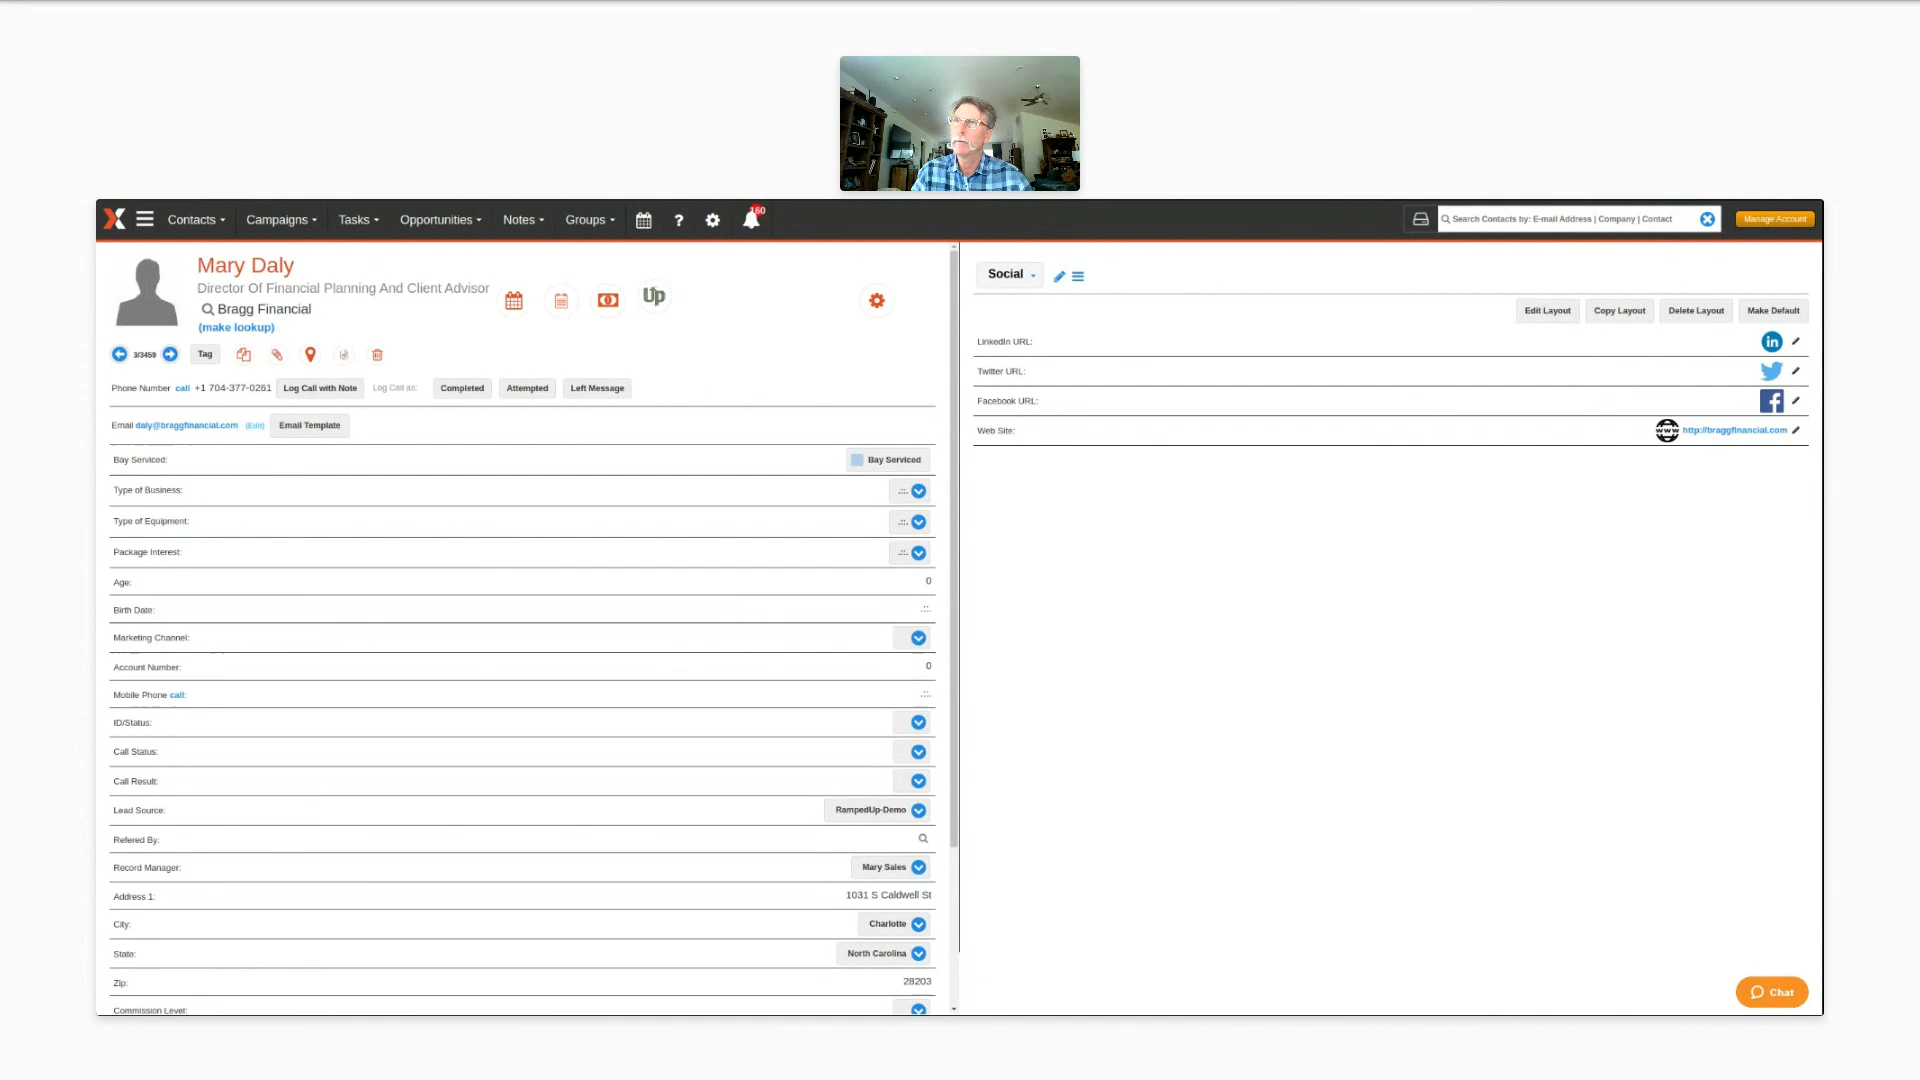 Contacts
Campaigns
Tasks
Opportunities
Notes
Groups
?
160
Search Contacts by: E-mail Address | Company | Contact
Manage Account
Mary Daly
Director Of Financial Planning And Client Advisor
Bragg Financial
(make lookup)
Up
3/3459
Tag
Phone Number call +1 704-377-0261 Log Call with Note Log Call as: Completed Attempted Left Message
Email daly@braggfinancial.com (Edit) Email Template
Bay Serviced: Bay Serviced
Type of Business: .::.
Type of Equipment: .::.
Package Interest: .::.
Age: 0
Birth Date: .::.
Marketing Channel:
Account Number: 0
Mobile Phone call: .::.
ID/Status:
Call Status:
Call Result:
Lead Source: RampedUp-Demo
Refered By:
Record Manager: Mary Sales
Address 1: 1031 S Caldwell St
City: Charlotte
State: North Carolina
Zip: 28203
Commission Level:
Social
Edit Layout Copy Layout Delete Layout Make Default
LinkedIn URL: in
Twitter URL:
Facebook URL: f
Web Site: www http://braggfinancial.com
Chat